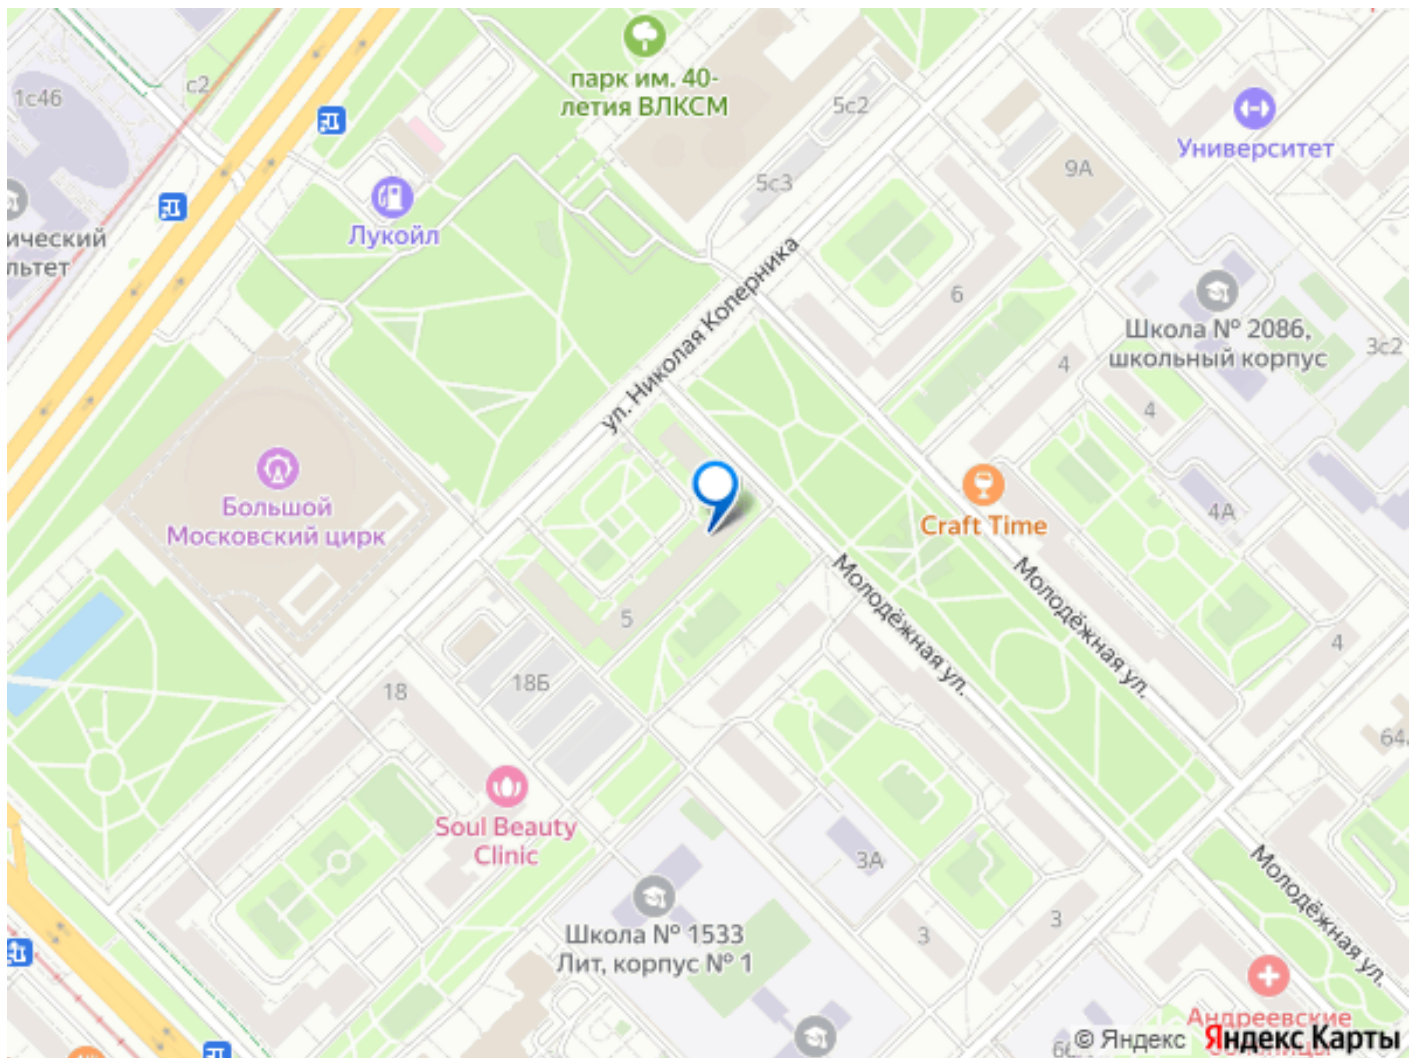 парк им. 40-
летия ВЛКСМ
с2
1с46
5с2
Университет
9А
5с3
Лукойл
ический
льтет
ул. Николая Коперника
6
Школа № 2086,
школьный корпус
3с2
4
4
Большой
Московский цирк
Craft Time
4А
Молодёжная ул.
Молодёжная ул.
5
4
18Б
18
64
Soul Beauty
Clinic
3А
Молодёжная ул.
Школа № 1533
Лит, корпус № 1
3
3
Андреевские
© Яндекс Яндекс Карты